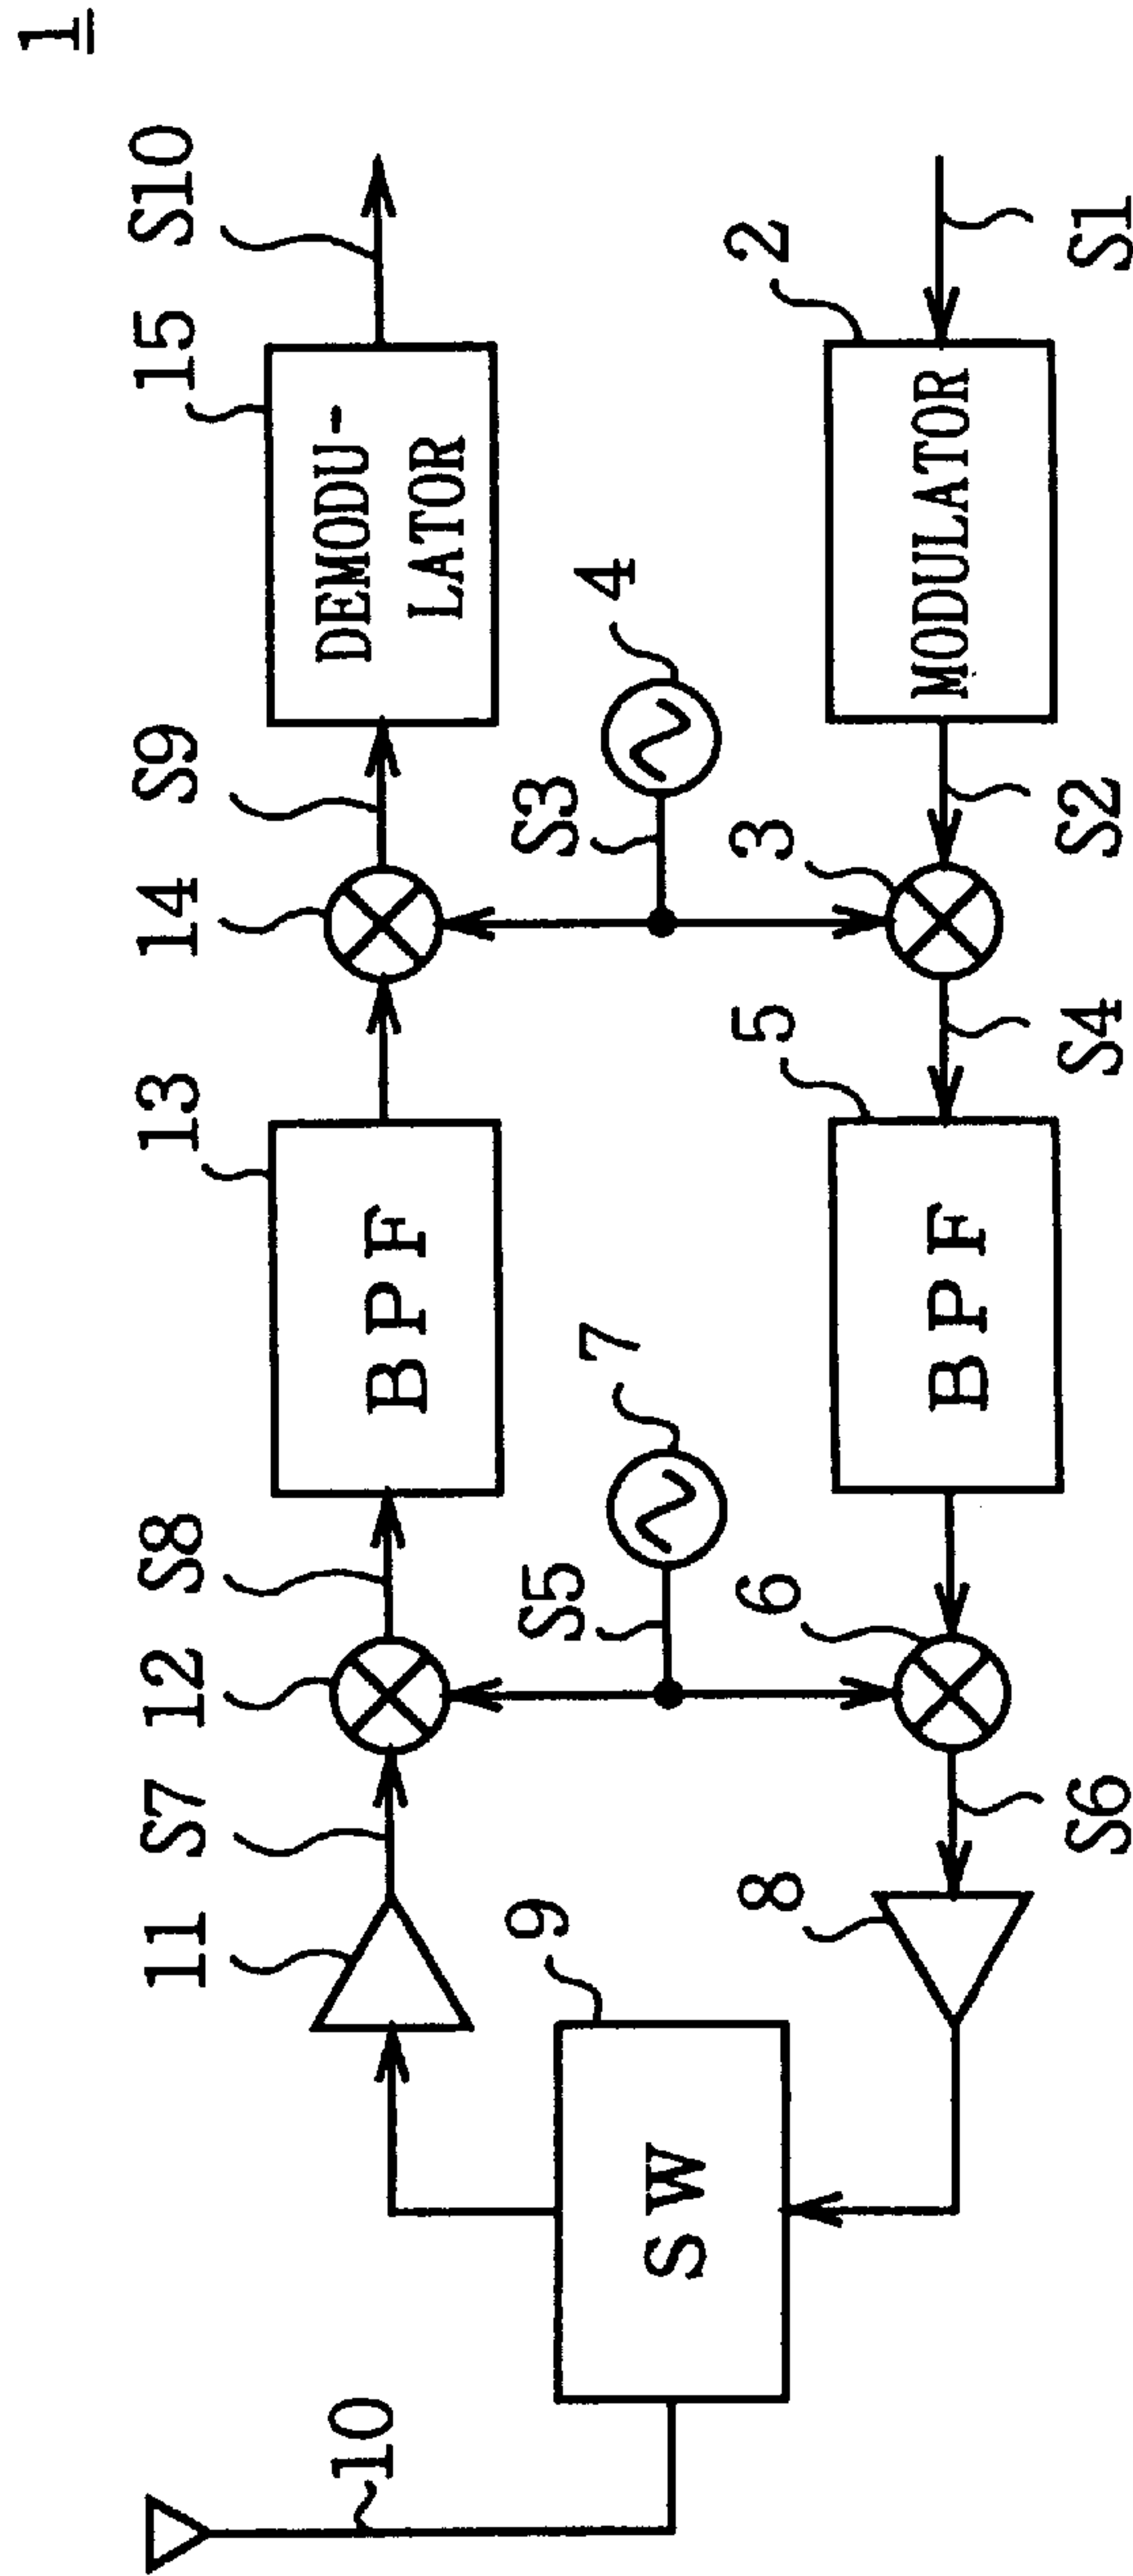 1
S10
15
DEMODU-
LATOR
S9
14
13
BPF
S8
12
S7
11
10
9
SW
S3
4
S5
7
2
MODULATOR
S1
S2
3
S4
5
BPF
6
S6
8